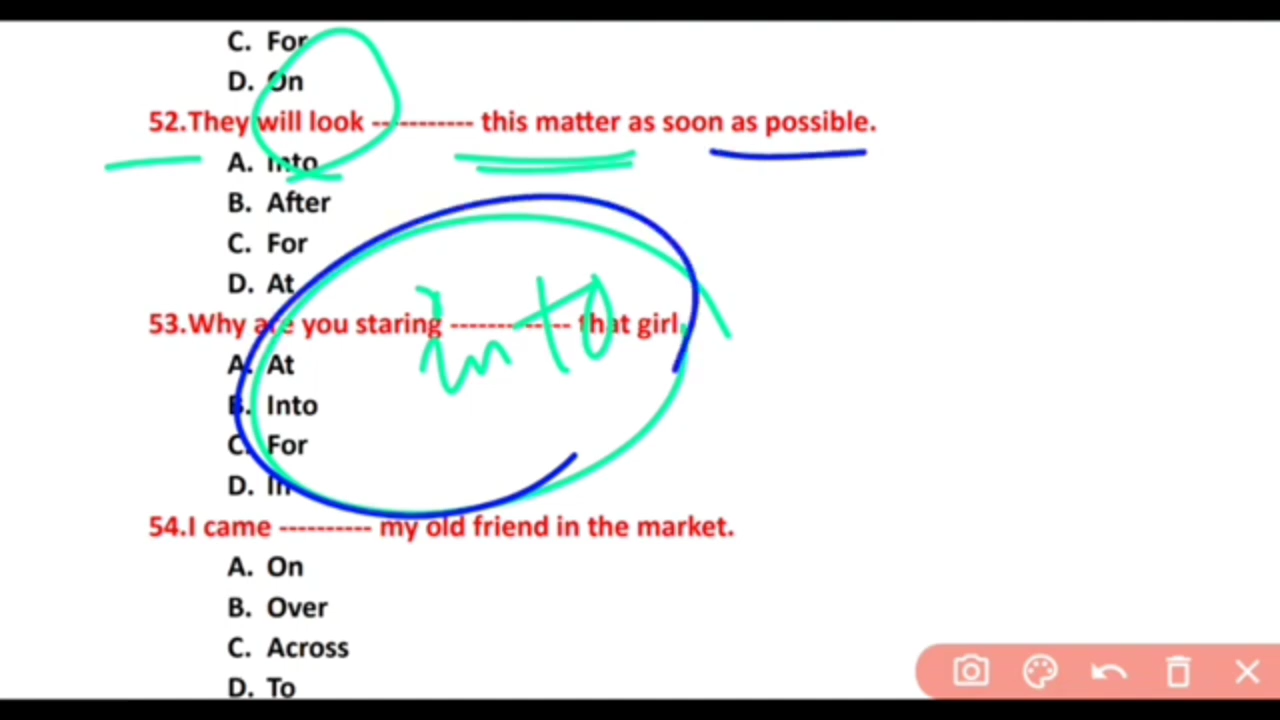 C. For
D. On
52.They will look ----------- this matter as soon as possible.
A. Into
B. After
C. For
D. At
53.Why are you staring ------------- that girl.
A. At
B. Into
C. For
D. In
into
54.I came ---------- my old friend in the market.
A. On
B. Over
C. Across
D. To